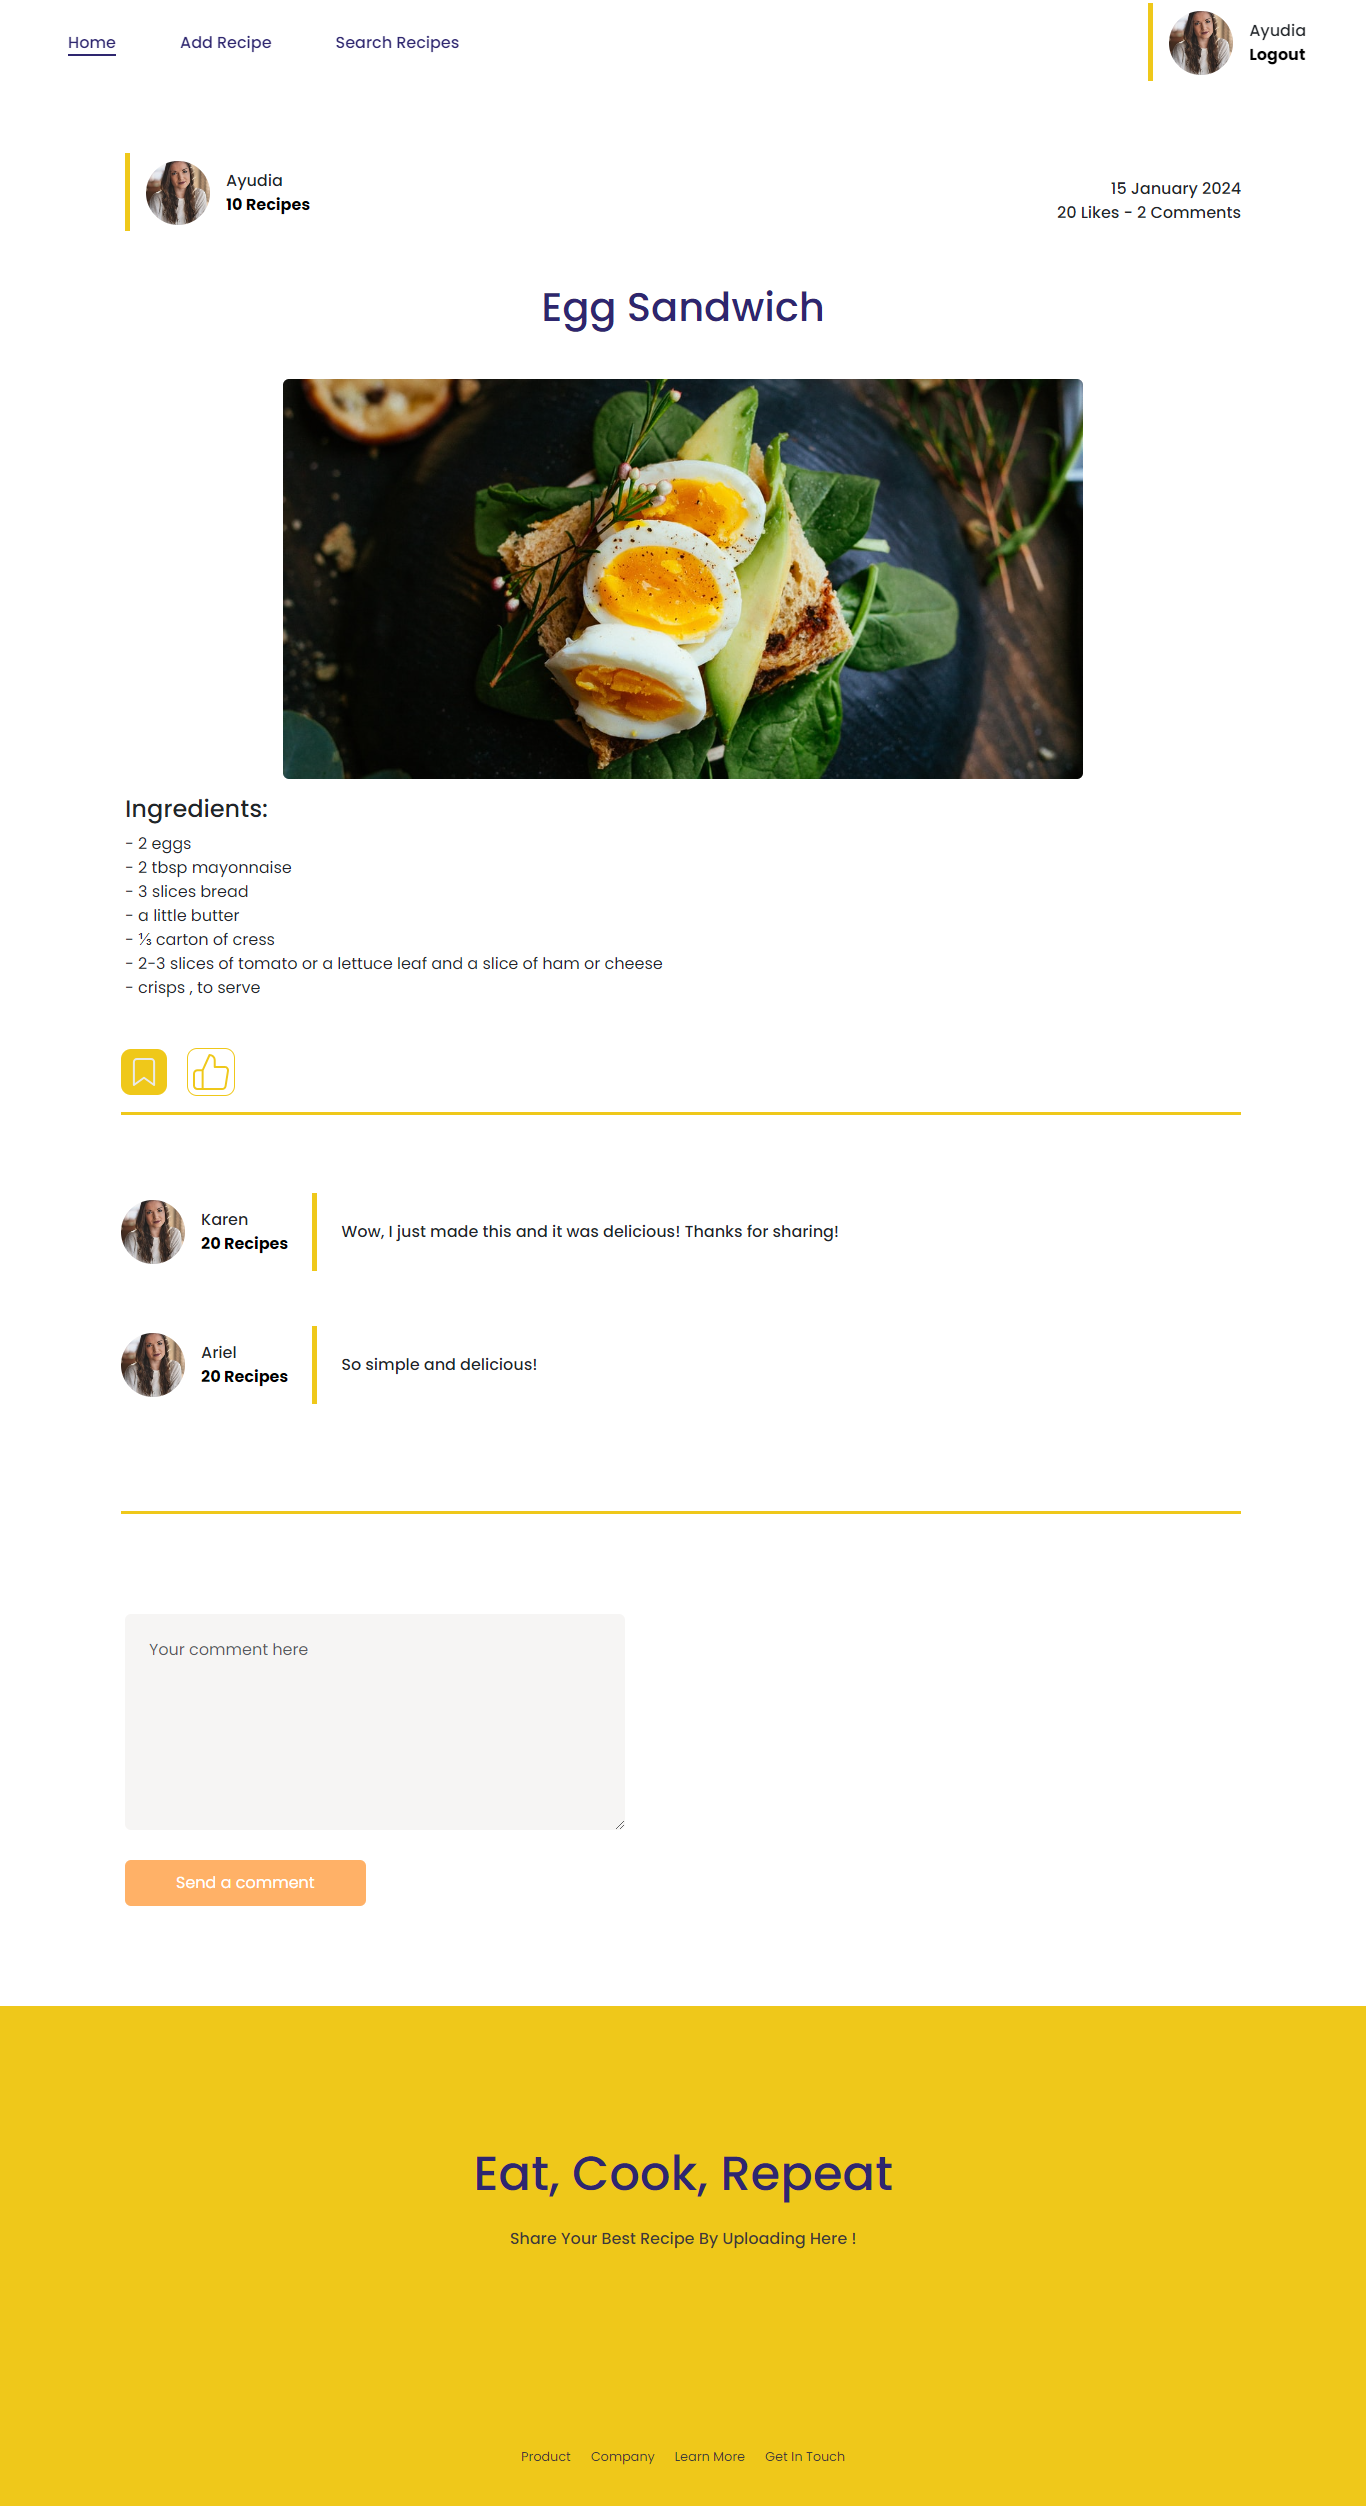 Home
Add Recipe
Search Recipes
Ayudia
Logout
Ayudia
10 Recipes
15 January 2024
20 Likes - 2 Comments
Egg Sandwich
Ingredients:
- 2 eggs
- 2 tbsp mayonnaise
- 3 slices bread
- a little butter
- ⅓ carton of cress
- 2-3 slices of tomato or a lettuce leaf and a slice of ham or cheese
- crisps , to serve
Karen
20 Recipes
Wow, I just made this and it was delicious! Thanks for sharing!
Ariel
20 Recipes
So simple and delicious!
Your comment here
Send a comment
Eat, Cook, Repeat
Share Your Best Recipe By Uploading Here !
Product
Company
Learn More
Get In Touch